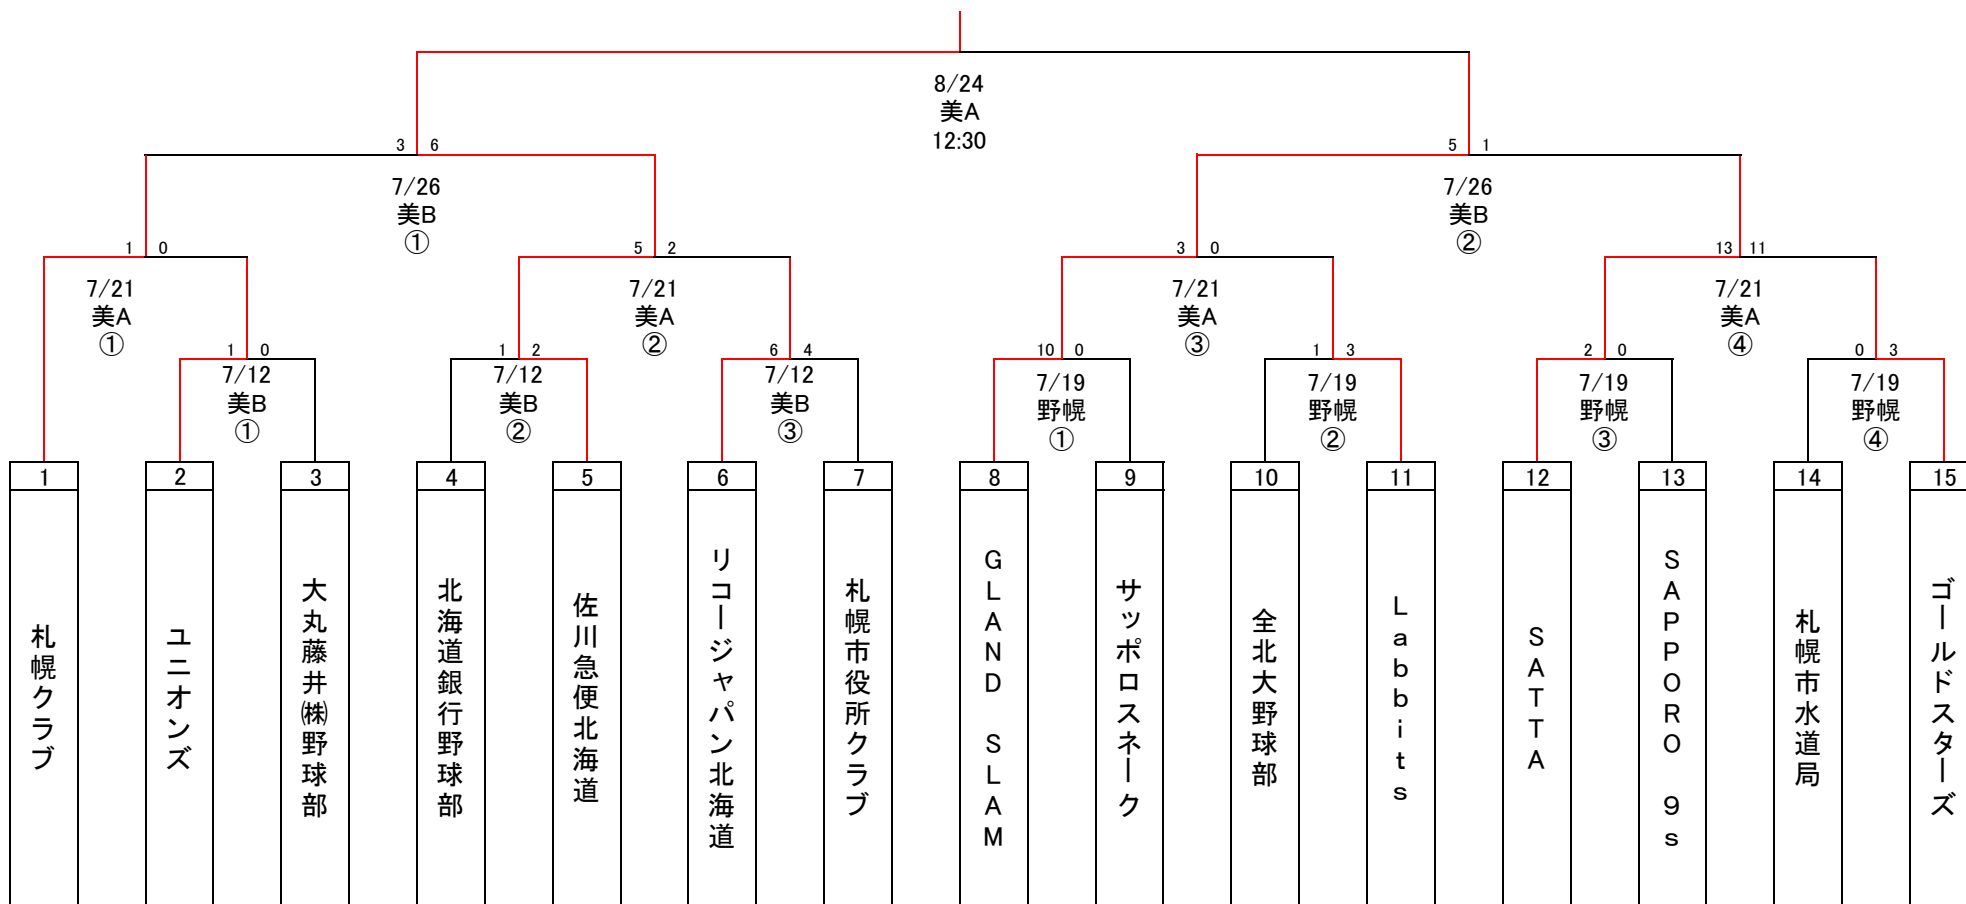 8/24
美A
12:30
3 6
5 1
7/26
美B
①
7/26
美B
②
1 0
5 2
3 0
13 11
7/21
美A
①
7/21
美A
②
7/21
美A
③
7/21
美A
④
1 0
1 2
6 4
10 0
1 3
2 0
0 3
7/12
美B
①
7/12
美B
②
7/12
美B
③
7/19
野幌
①
7/19
野幌
②
7/19
野幌
③
7/19
野幌
④
1
2
3
4
5
6
7
8
9
10
11
12
13
14
15
札幌クラブ
ユニオンズ
大丸藤井㈱野球部
北海道銀行野球部
佐川急便北海道
リコージャパン北海道
札幌市役所クラブ
GLAND SLAM
サッポロスネーク
全北大野球部
Labbits
SATTA
SAPPORO 9s
札幌市水道局
ゴールドスターズ